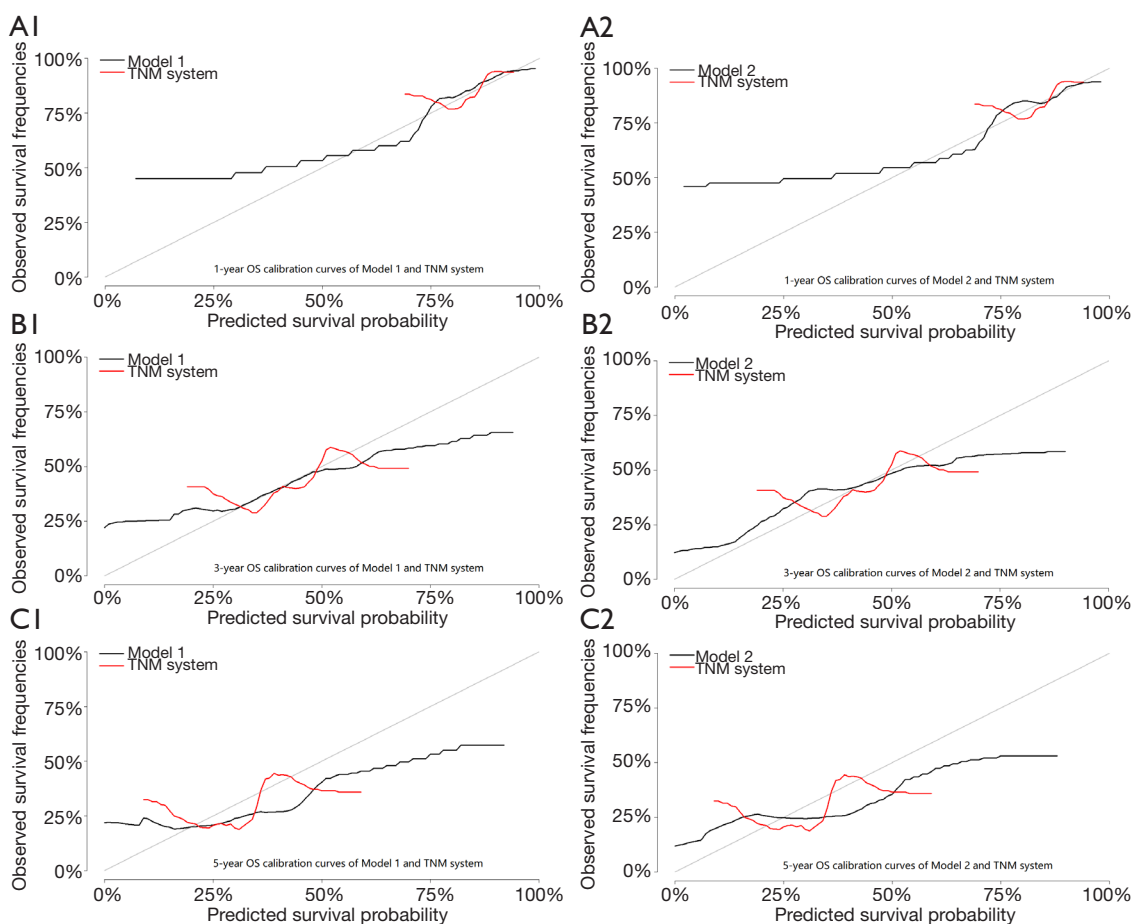 A1
Observed survival frequencies
100%
75%
50%
25%
0%
Model 1
TNM system
1-year OS calibration curves of Model 1 and TNM system
0%
25%
50%
75%
100%
Predicted survival probability
A2
Observed survival frequencies
100%
75%
50%
25%
0%
Model 2
TNM system
1-year OS calibration curves of Model 2 and TNM system
0%
25%
50%
75%
100%
Predicted survival probability
B1
Observed survival frequencies
100%
75%
50%
25%
0%
Model 1
TNM system
3-year OS calibration curves of Model 1 and TNM system
0%
25%
50%
75%
100%
Predicted survival probability
B2
Observed survival frequencies
100%
75%
50%
25%
0%
Model 2
TNM system
3-year OS calibration curves of Model 2 and TNM system
0%
25%
50%
75%
100%
Predicted survival probability
C1
Observed survival frequencies
100%
75%
50%
25%
0%
Model 1
TNM system
5-year OS calibration curves of Model 1 and TNM system
0%
25%
50%
75%
100%
Predicted survival probability
C2
Observed survival frequencies
100%
75%
50%
25%
0%
Model 2
TNM system
5-year OS calibration curves of Model 2 and TNM system
0%
25%
50%
75%
100%
Predicted survival probability